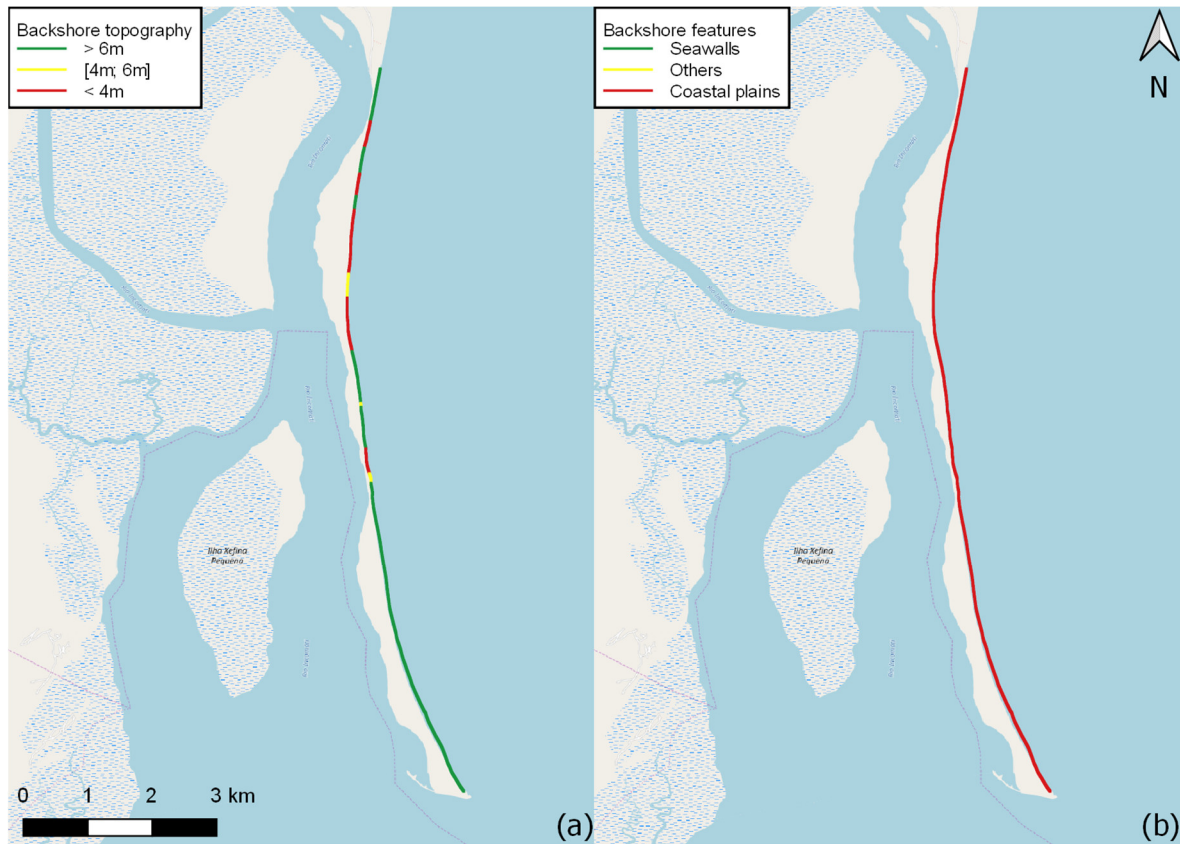 Backshore topography
> 6m
[4m; 6m]
< 4m
Ilha Xefina
Pequena
0 1 2 3 km
(a)
Backshore features
Seawalls
Others
Coastal plains
N
Ilha Xefina
Pequena
(b)